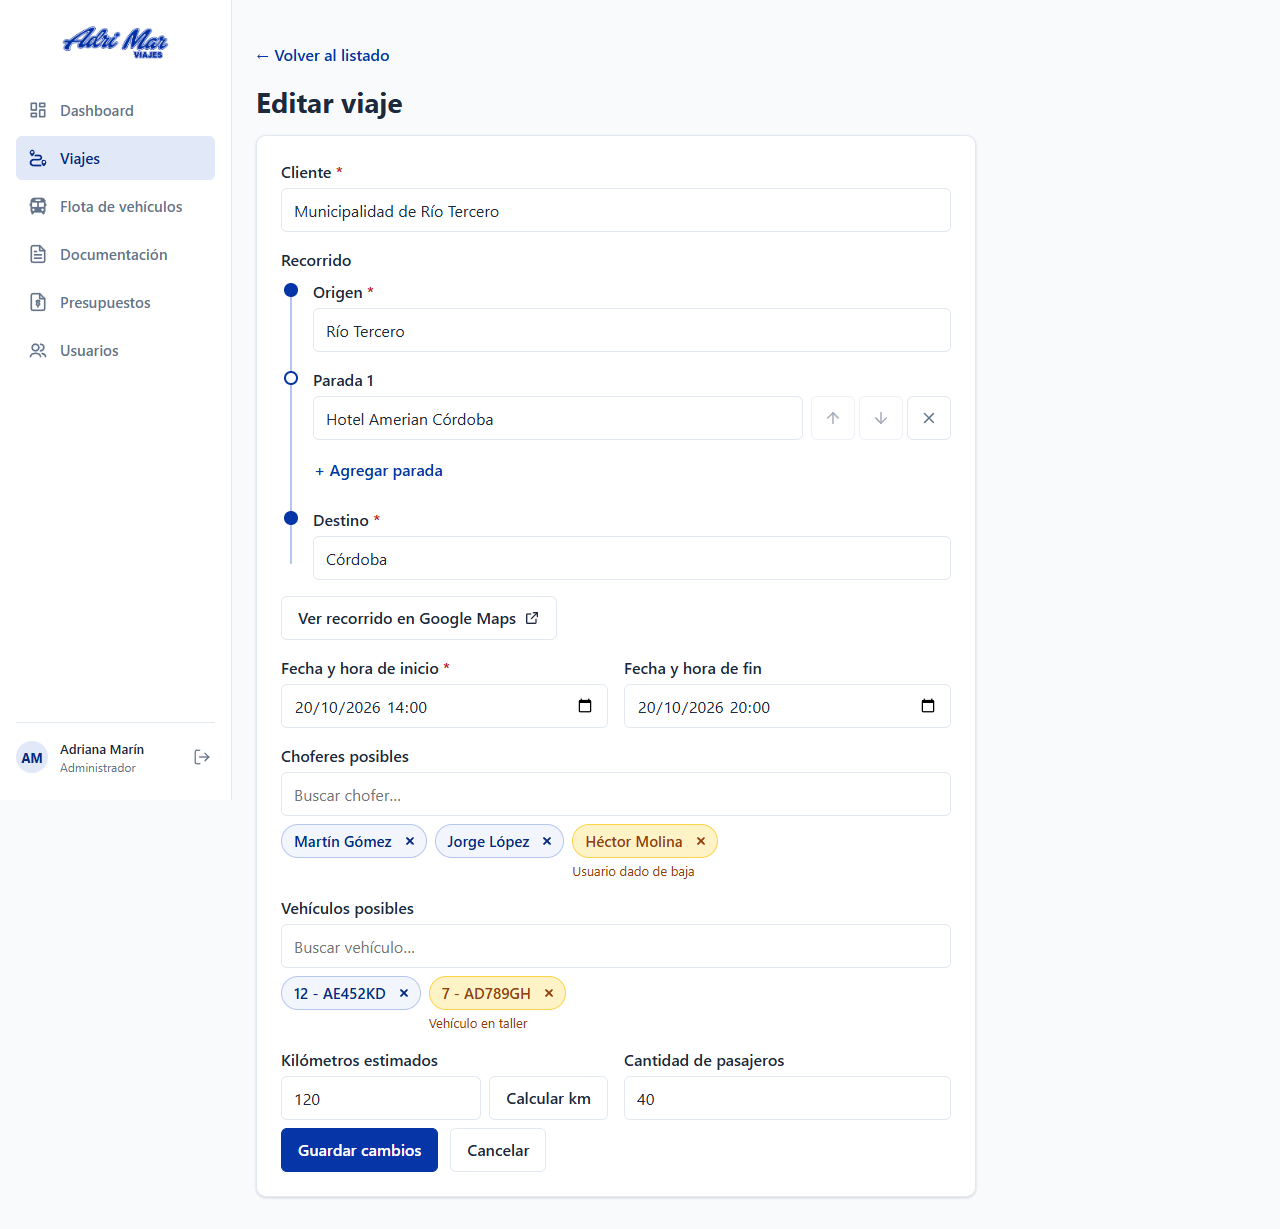 Adri Mar
VIAJES
Dashboard
Viajes
Flota de vehículos
Documentación
Presupuestos
Usuarios
Adriana Marín
AM
Administrador
← Volver al listado
Editar viaje
Cliente *
Municipalidad de Río Tercero
Recorrido
Origen *
Río Tercero
Parada 1
Hotel Amerian Córdoba
+ Agregar parada
Destino *
Córdoba
Ver recorrido en Google Maps
Fecha y hora de inicio * Fecha y hora de fin
20/10/2026 14:00 20/10/2026 20:00
Choferes posibles
Buscar chofer...
Martín Gómez × Jorge López × Héctor Molina ×
Usuario dado de baja
Vehículos posibles
Buscar vehículo...
12 - AE452KD × 7 - AD789GH ×
Vehículo en taller
Kilómetros estimados Cantidad de pasajeros
120 Calcular km 40
Guardar cambios Cancelar